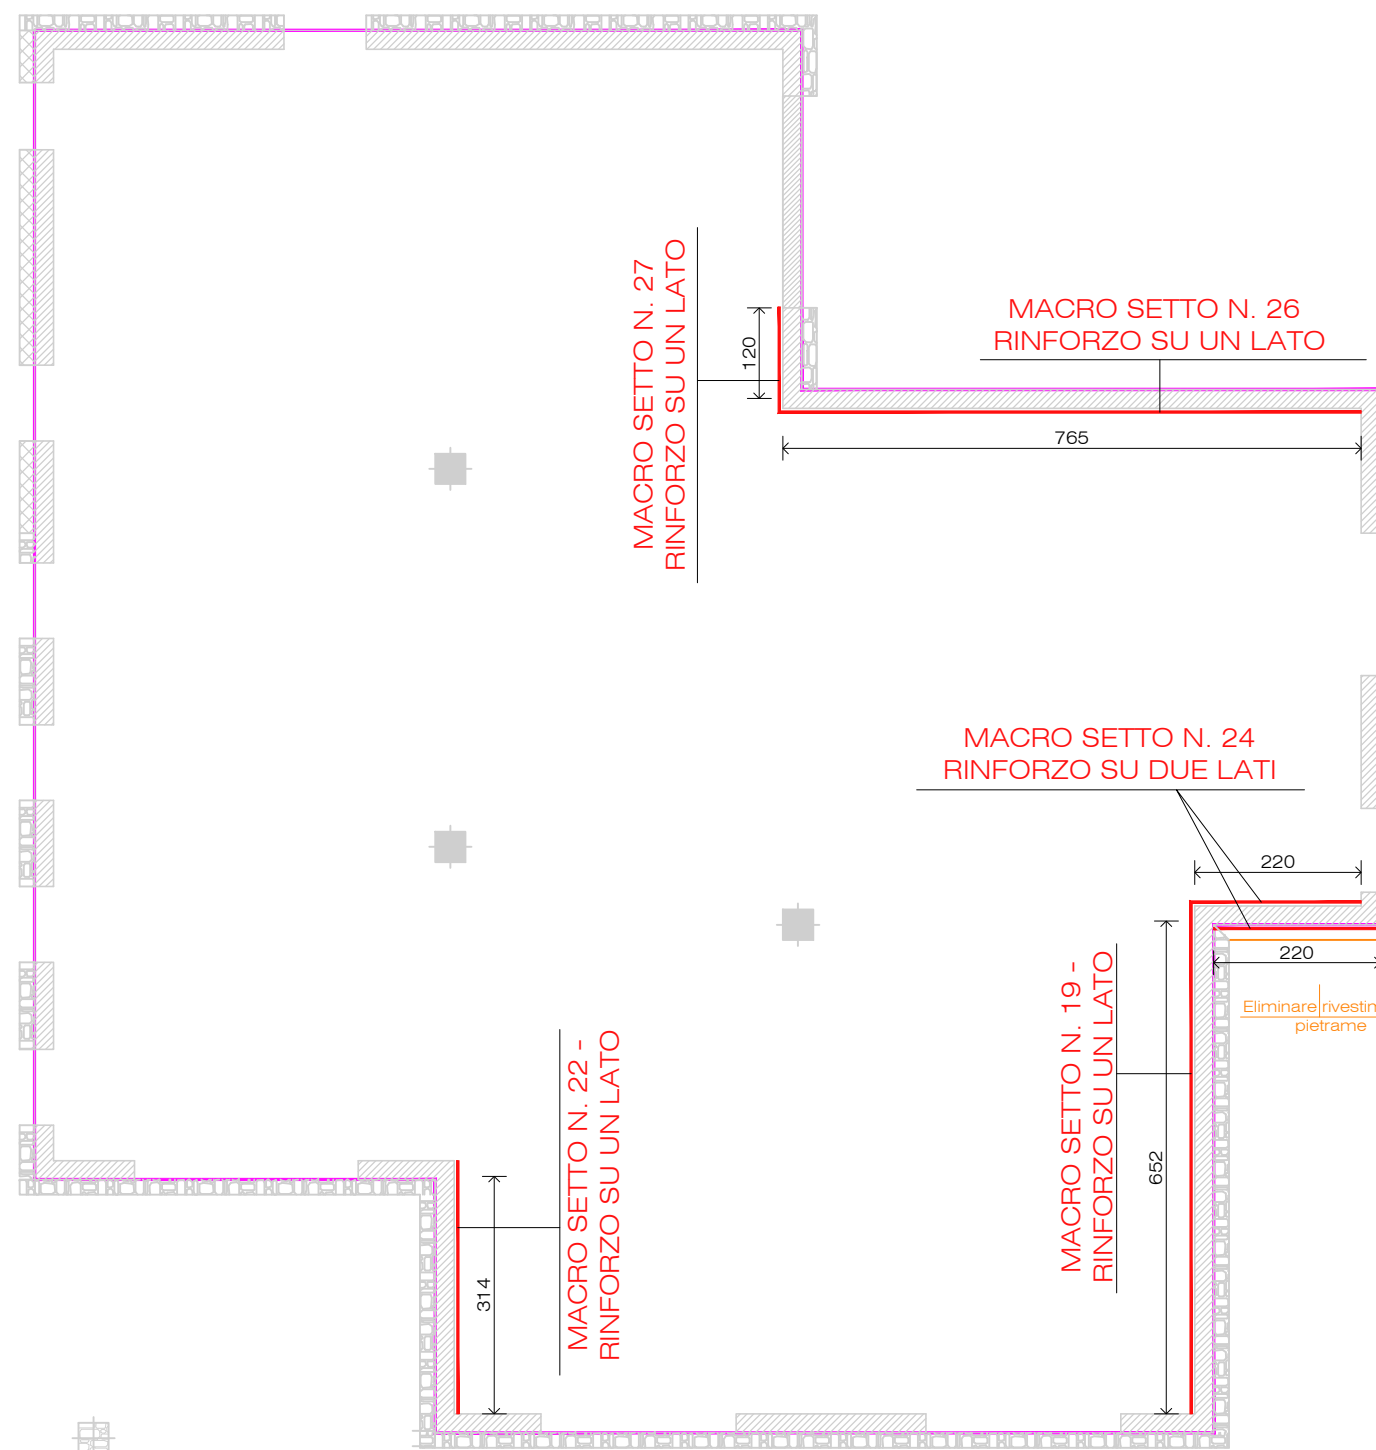 MACRO SETTO N. 27
RINFORZO SU UN LATO
120
MACRO SETTO N. 26
RINFORZO SU UN LATO
765
MACRO SETTO N. 24
RINFORZO SU DUE LATI
220
220
Eliminare rivestim
pietrame
MACRO SETTO N. 19 -
RINFORZO SU UN LATO
652
MACRO SETTO N. 22 -
RINFORZO SU UN LATO
314